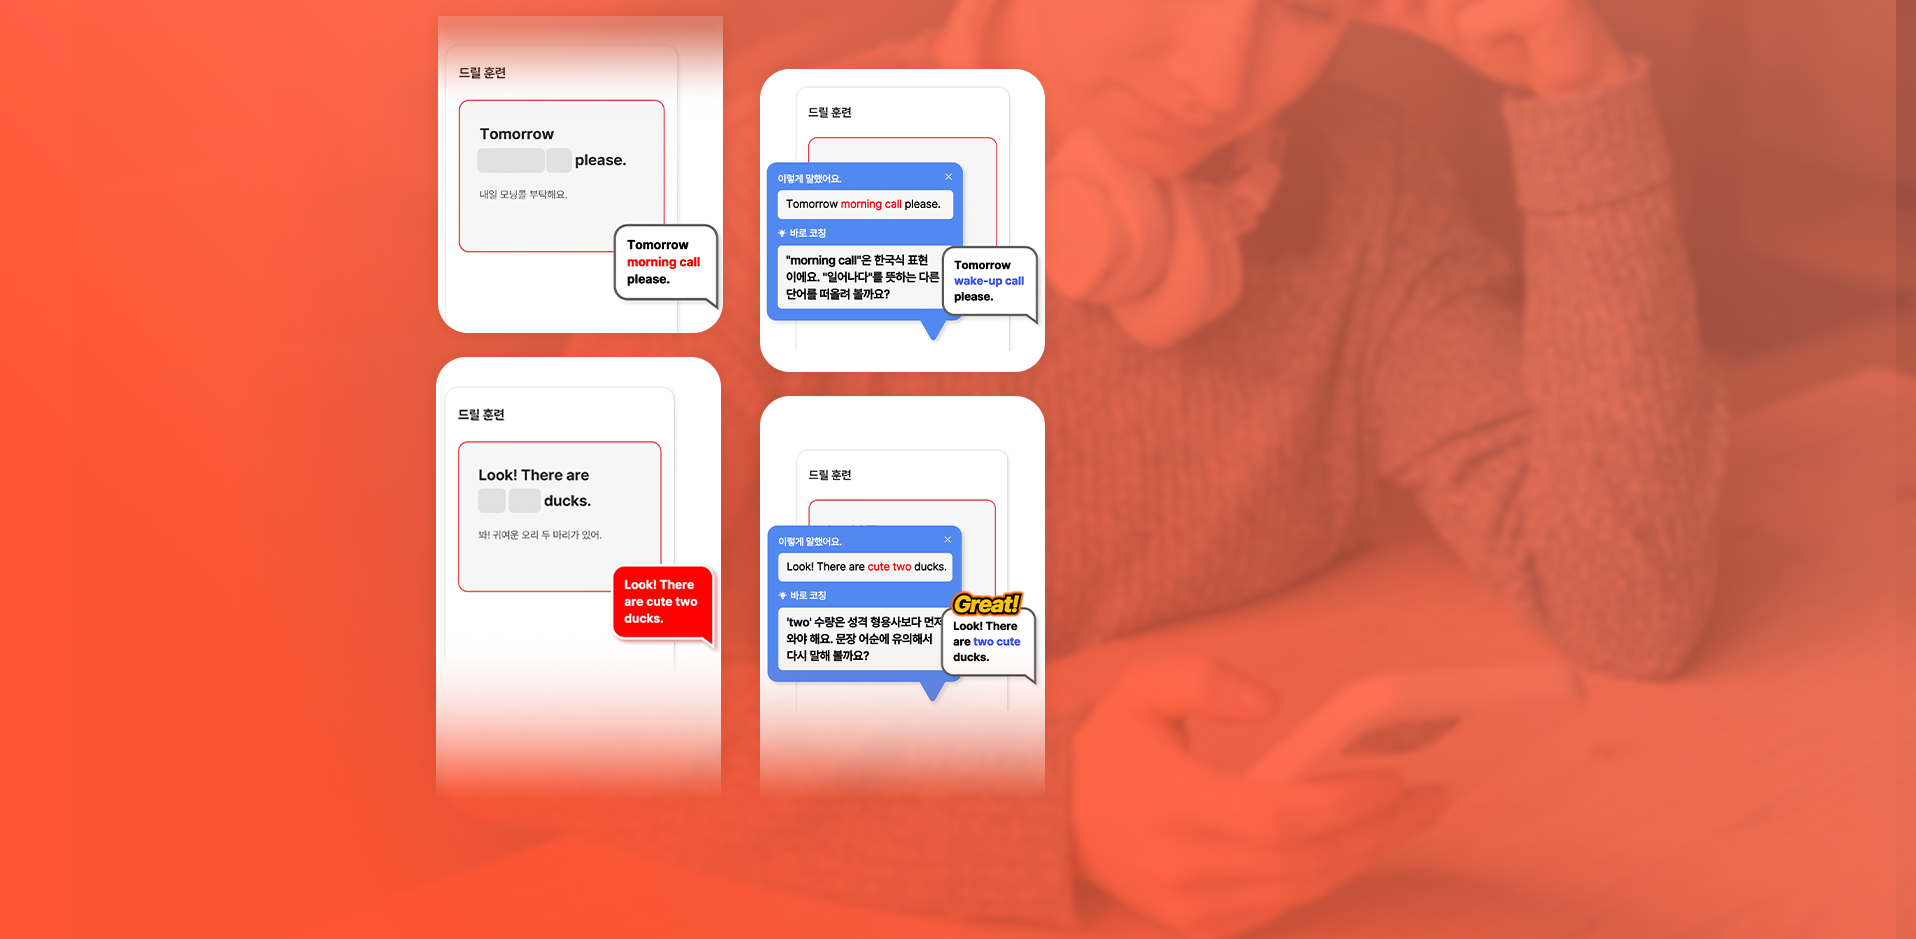 드릴 훈련
Tomorrow
please.
내일 모닝콜 부탁해요.
Tomorrow
morning call
please.
드릴 훈련
이렇게 말했어요.
Tomorrow morning call please.
바로 코칭
"morning call"은 한국식 표현
이에요. "일어나다"를 뜻하는 다른
단어를 떠올려 볼까요?
Tomorrow
wake-up call
please.
드릴 훈련
Look! There are
ducks.
봐! 귀여운 오리 두 마리가 있어.
Look! There
are cute two
ducks.
드릴 훈련
이렇게 말했어요.
Look! There are cute two ducks.
바로 코칭
'two' 수량은 성격 형용사보다 먼저
와야 해요. 문장 어순에 유의해서
다시 말해 볼까요?
Great!
Look! There
are two cute
ducks.